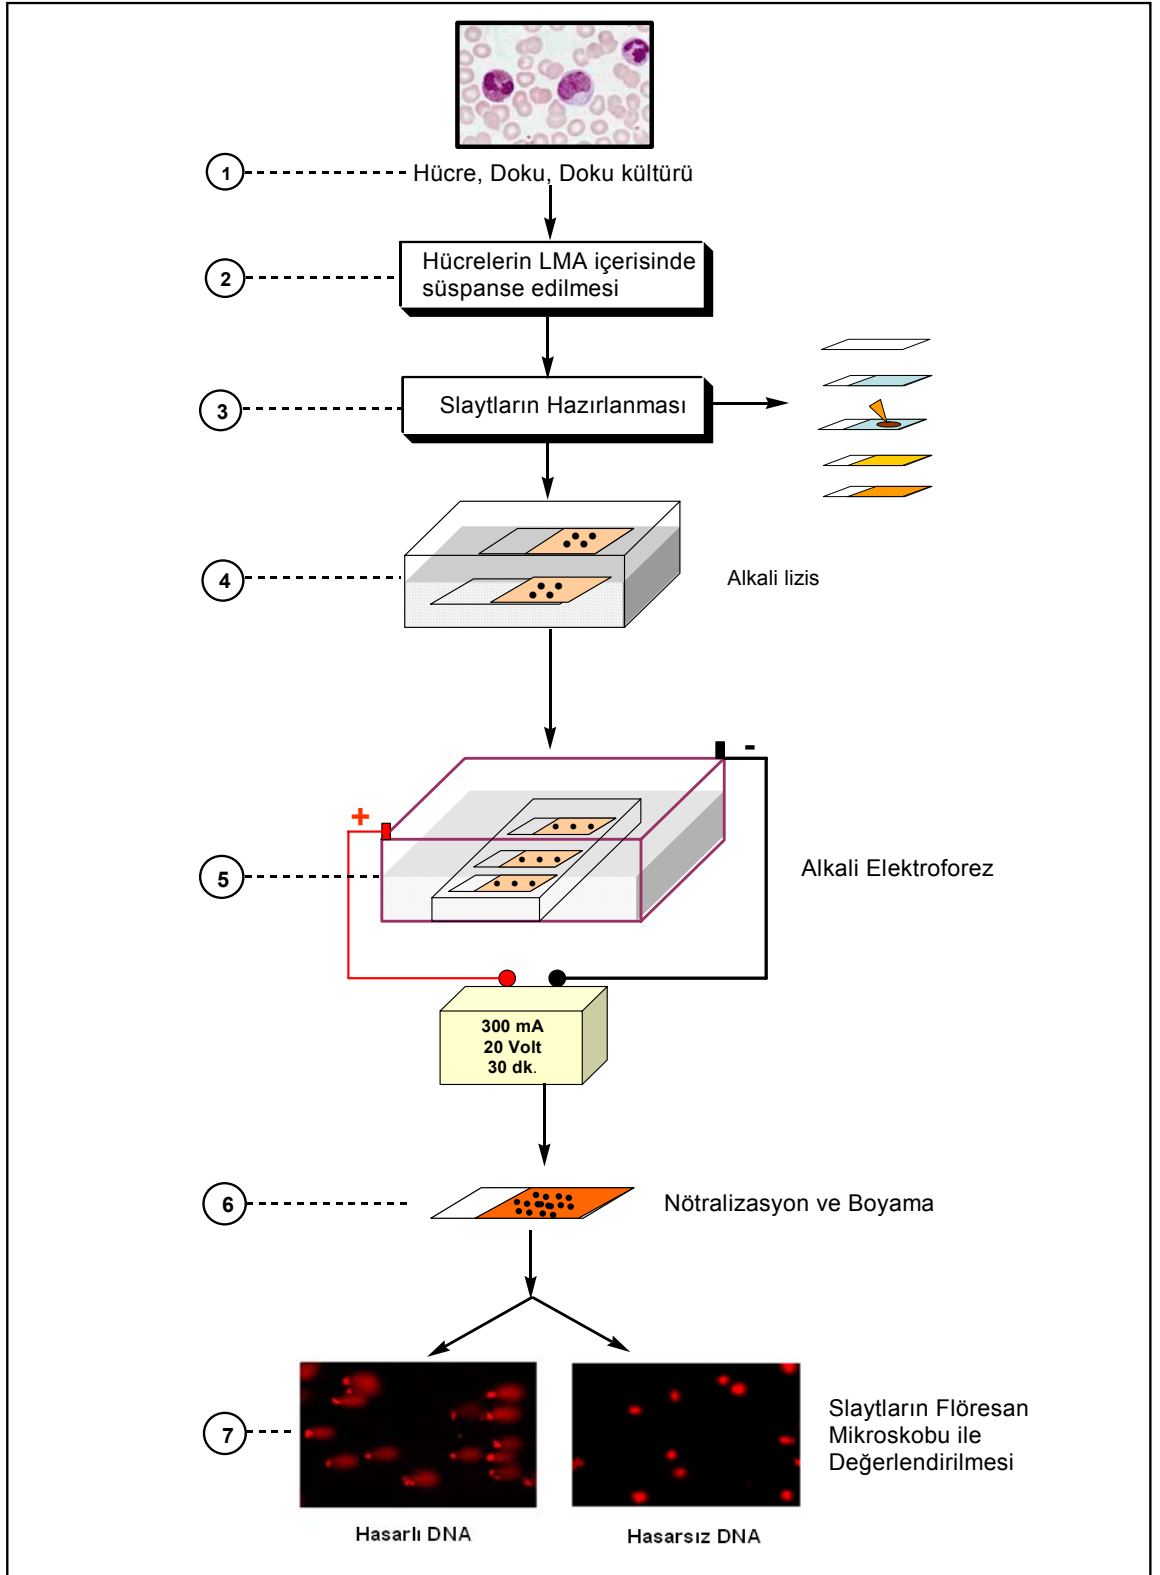 1
Hücre, Doku, Doku kültürü
2
Hücrelerin LMA içerisinde
süspanse edilmesi
3
Slaytların Hazırlanması
4
Alkali lizis
+
-
5
Alkali Elektroforez
300 mA
20 Volt
30 dk.
6
Nötralizasyon ve Boyama
7
Slaytların Flöresan
Mikroskobu ile
Değerlendirilmesi
Hasarlı DNA
Hasarsız DNA